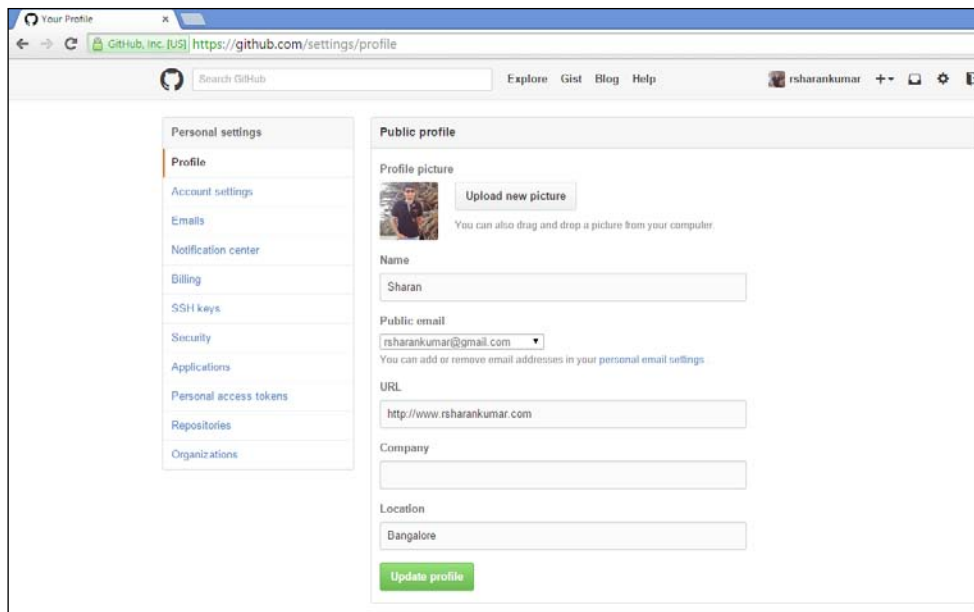 Your Profile
GitHub, Inc. [US] https://github.com/settings/profile
Search GitHub Explore Gist Blog Help rsharankumar
Personal settings
Profile
Account settings
Emails
Notification center
Billing
SSH keys
Security
Applications
Personal access tokens
Repositories
Organizations
Public profile
Profile picture
Upload new picture
You can also drag and drop a picture from your computer.
Name
Sharan
Public email
rsharankumar@gmail.com
You can add or remove email addresses in your personal email settings
URL
http://www.rsharankumar.com
Company
Location
Bangalore
Update profile